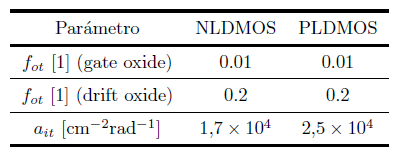 Parámetro NLDMOS PLDMOS
f_ot [1] (gate oxide) 0.01 0.01
f_ot [1] (drift oxide) 0.2 0.2
a_it [cm⁻²rad⁻¹] 1,7 × 10⁴ 2,5 × 10⁴